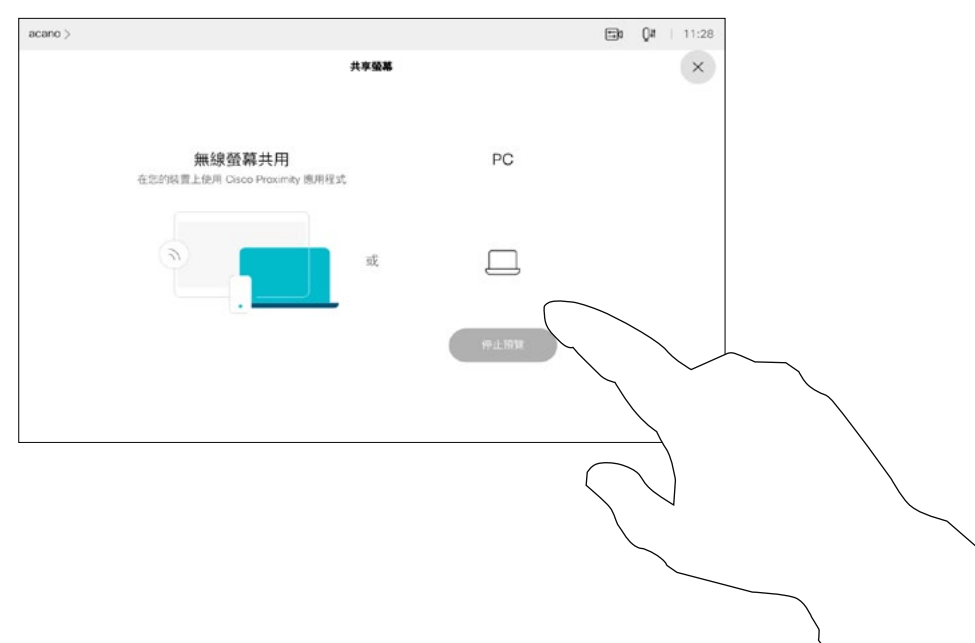 acano >
11:28
共享螢幕
無線螢幕共用
在您的裝置上使用 Cisco Proximity 應用程式
PC
或
停止預覽